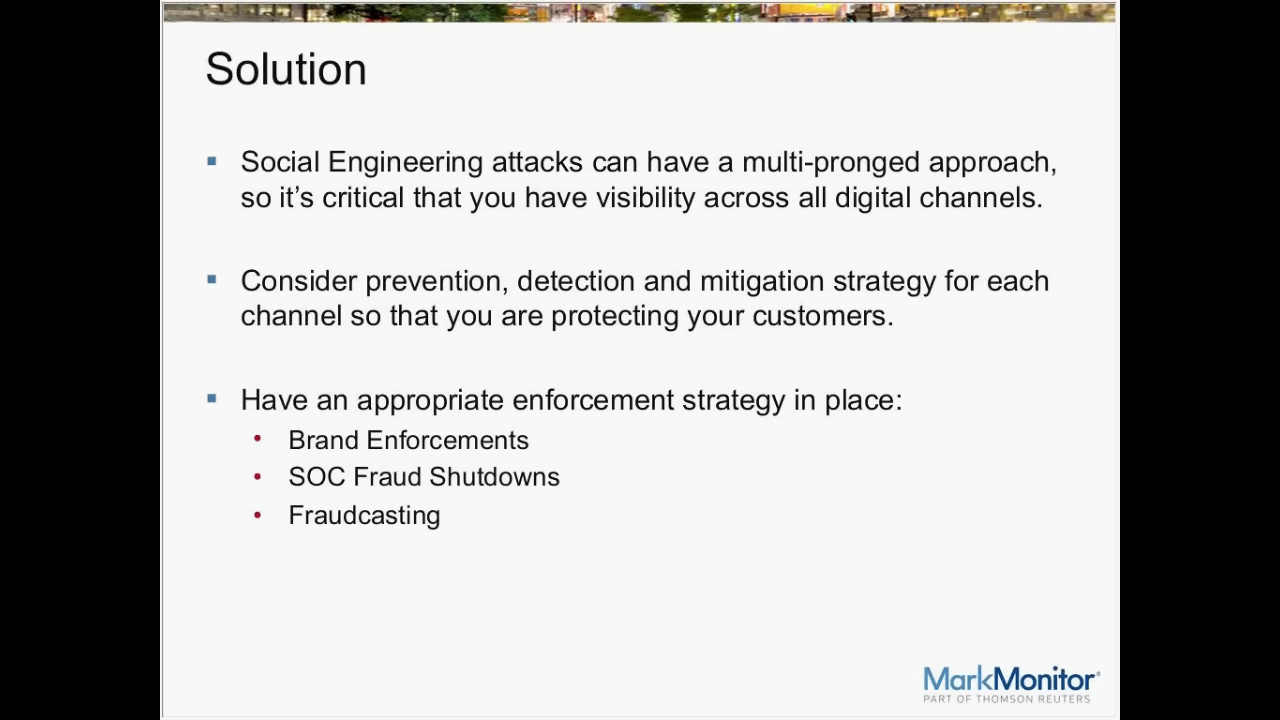 Solution
Social Engineering attacks can have a multi-pronged approach,
so it’s critical that you have visibility across all digital channels.
Consider prevention, detection and mitigation strategy for each
channel so that you are protecting your customers.
Have an appropriate enforcement strategy in place:
Brand Enforcements
SOC Fraud Shutdowns
Fraudcasting
MarkMonitor
PART OF THOMSON REUTERS